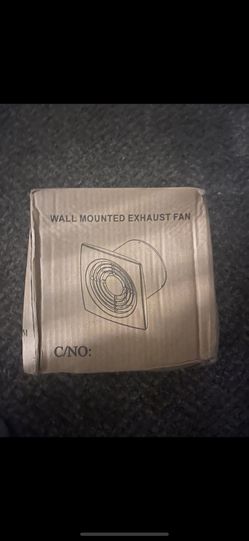 WALL MOUNTED EXHAUST FAN
C/NO: